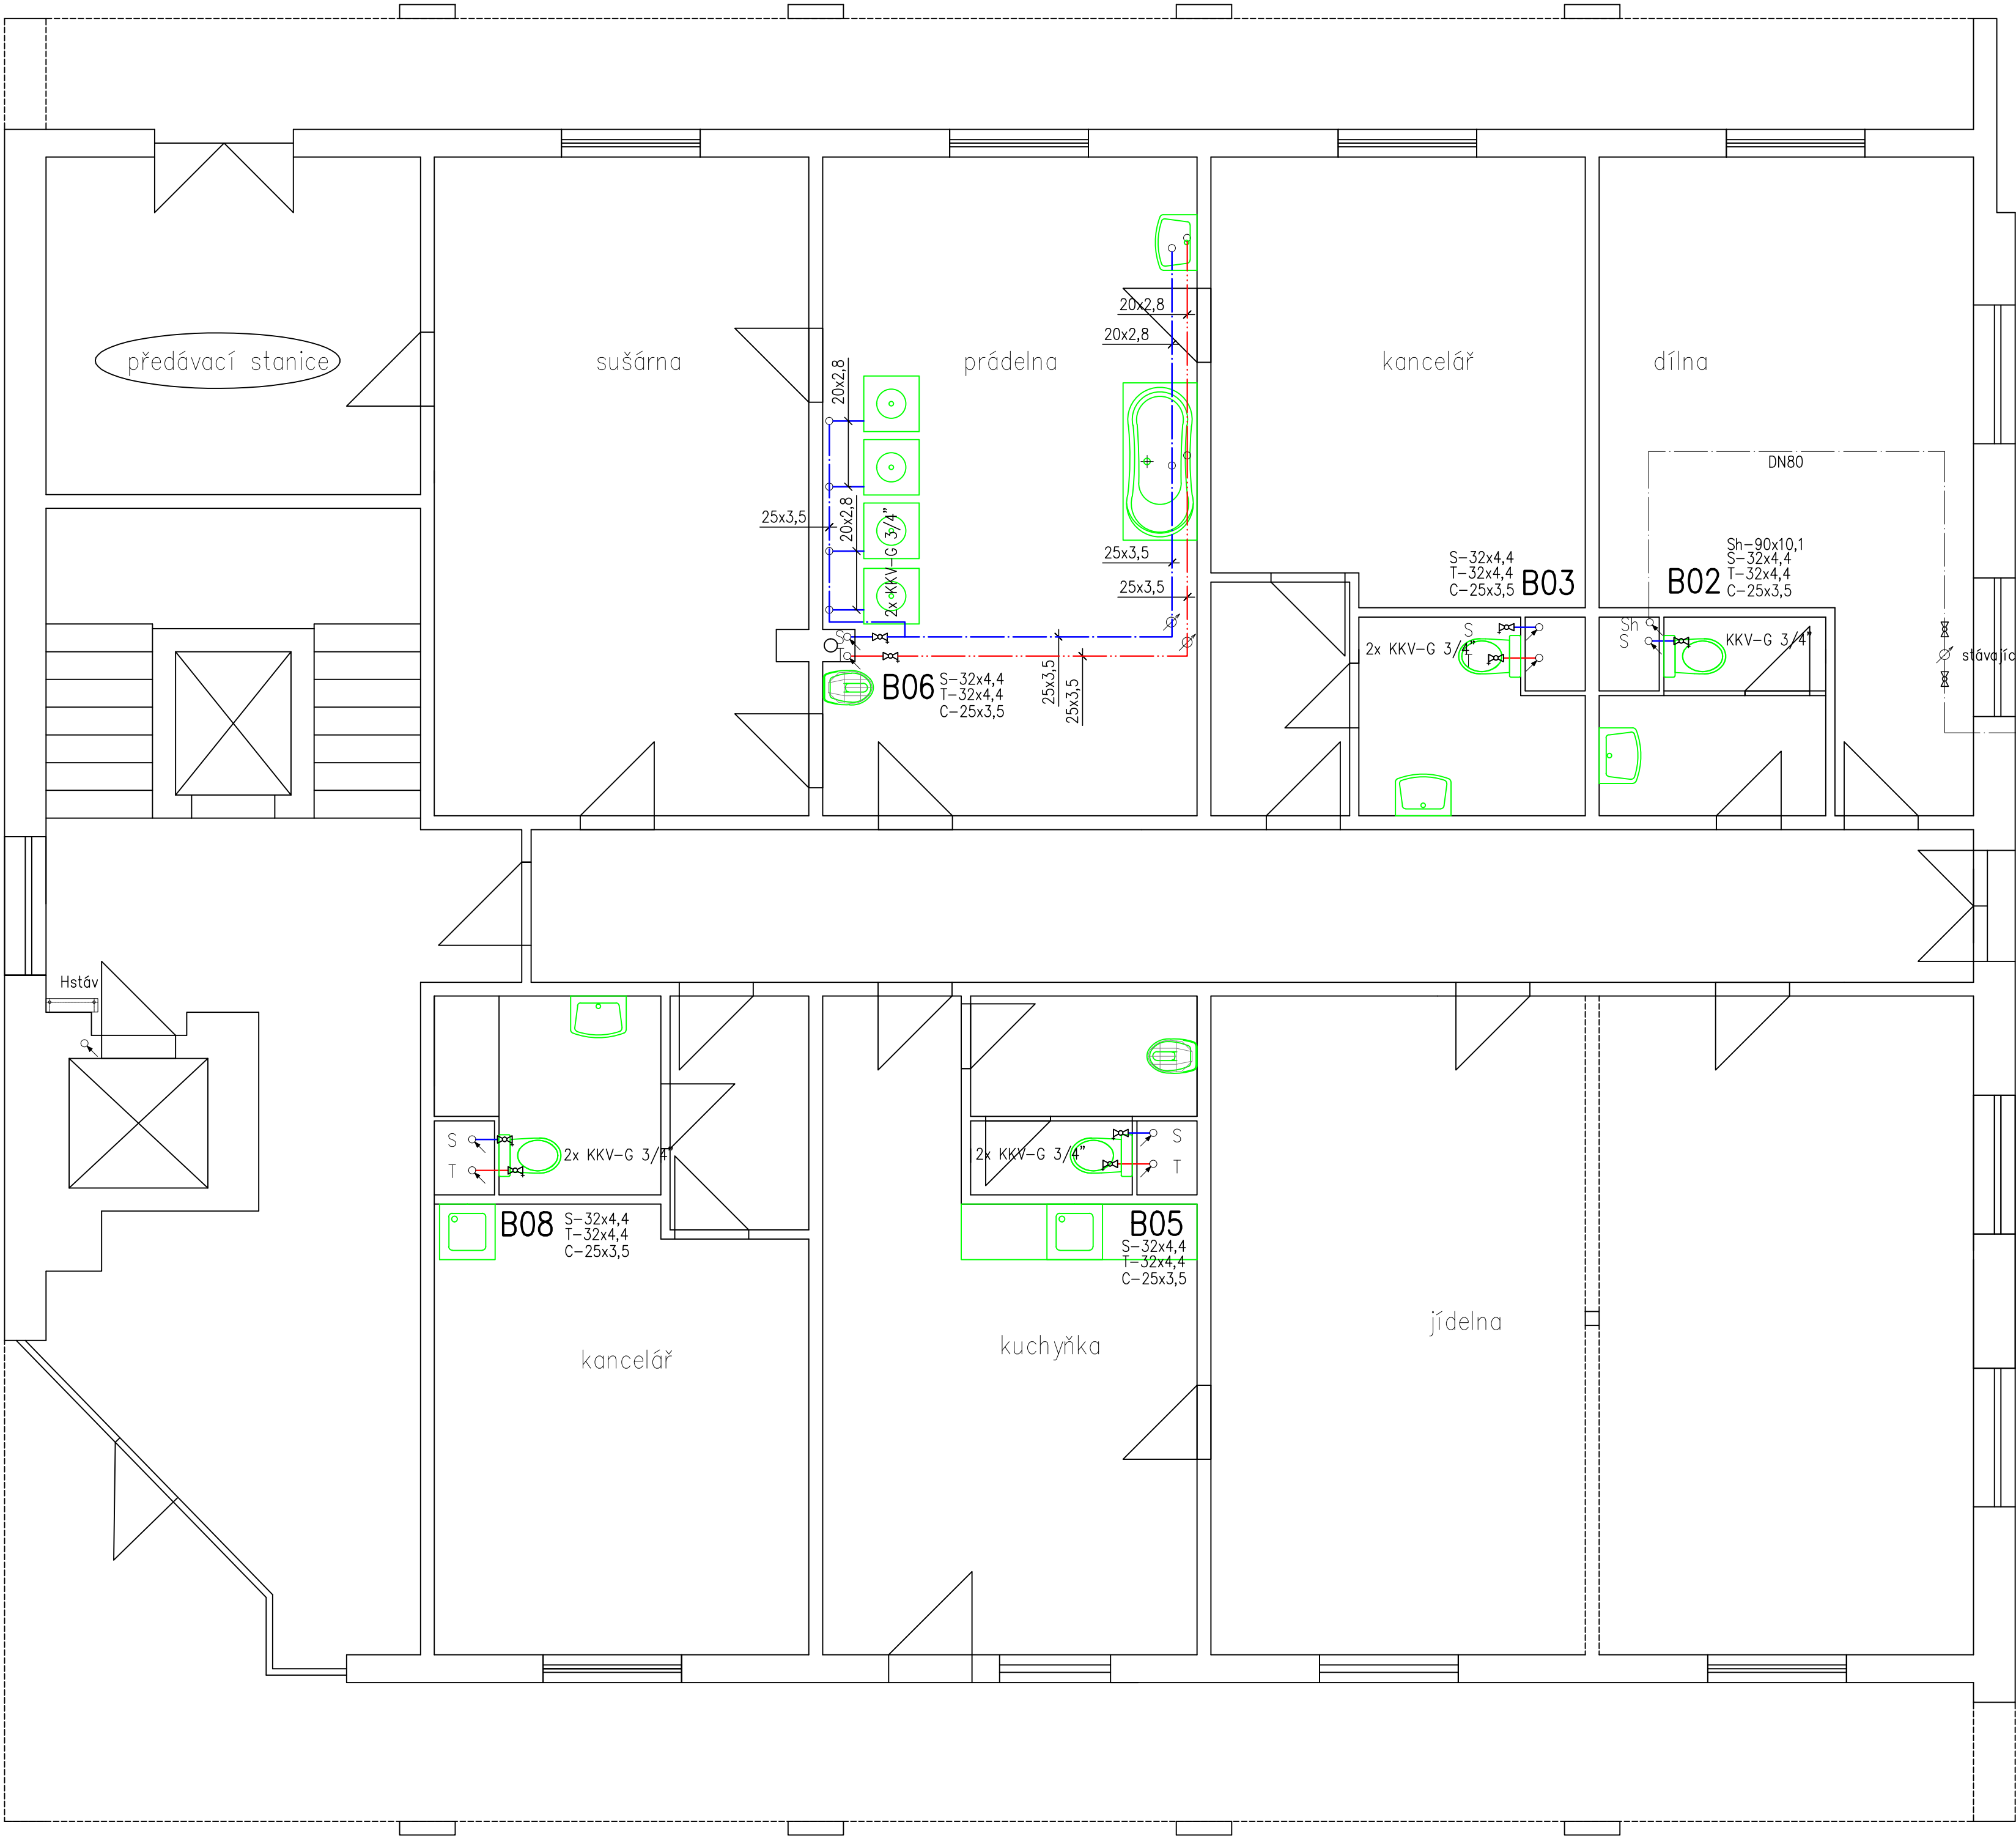 předávací stanice
sušárna
prádelna
kancelář
dílna
20x2,8
20x2,8
20x2,8
25x3,5
20x2,8
2x KKV-G 3/4"
25x3,5
25x3,5
DN80
S-32x4,4
T-32x4,4
C-25x3,5
B03
B02
Sh-90x10,1
S-32x4,4
T-32x4,4
C-25x3,5
S
T
S
T
2x KKV-G 3/4"
Sh
S
KKV-G 3/4"
B06
S-32x4,4
T-32x4,4
C-25x3,5
25x3,5
25x3,5
Hstáv
S
T
2x KKV-G 3/4"
2x KKV-G 3/4"
S
T
B08
S-32x4,4
T-32x4,4
C-25x3,5
B05
S-32x4,4
T-32x4,4
C-25x3,5
kancelář
kuchyňka
jídelna